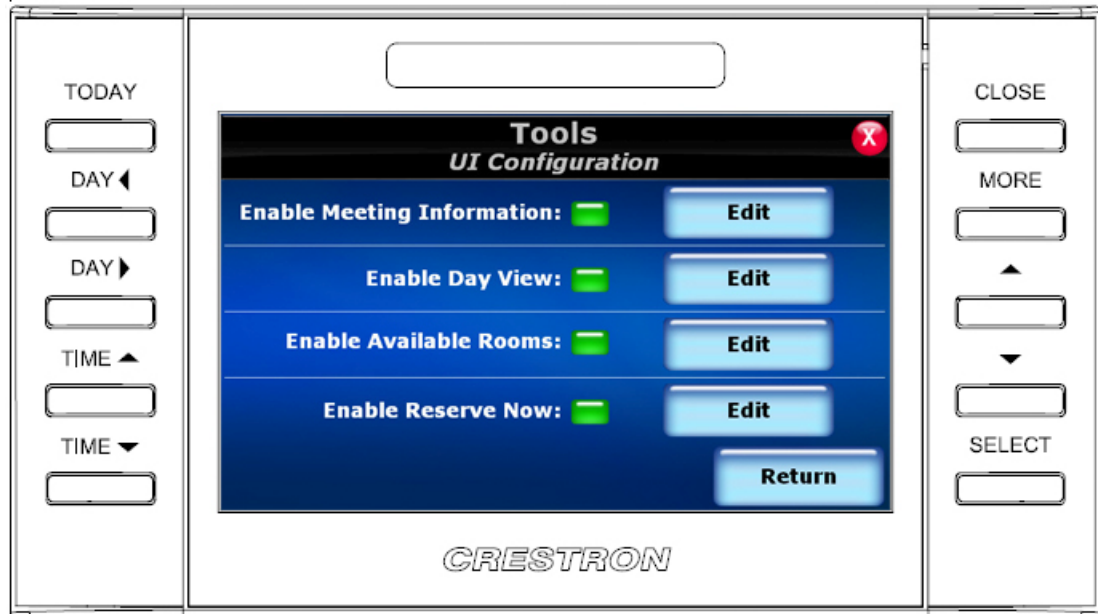 TODAY
DAY◀
DAY▶
TIME ▲
TIME ▼
Tools
X
UI Configuration
Enable Meeting Information:
Edit
Enable Day View:
Edit
Enable Available Rooms:
Edit
Enable Reserve Now:
Edit
Return
CRESTRON
CLOSE
MORE
▲
▼
SELECT